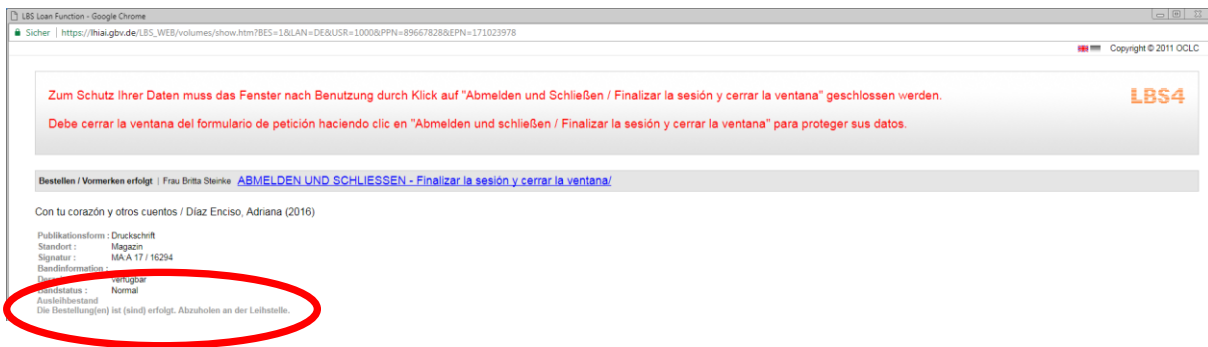 LBS Loan Function - Google Chrome
Sicher | https://lhiai.gbv.de/LBS_WEB/volumes/show.htm?BES=1&LAN=DE&USR=1000&PPN=89667828&EPN=171023978
Copyright © 2011 OCLC
Zum Schutz Ihrer Daten muss das Fenster nach Benutzung durch Klick auf "Abmelden und Schließen / Finalizar la sesión y cerrar la ventana" geschlossen werden.
LBS4
Debe cerrar la ventana del formulario de petición haciendo clic en "Abmelden und schließen / Finalizar la sesión y cerrar la ventana" para proteger sus datos.
Bestellen / Vormerken erfolgt | Frau Britta Steinke ABMELDEN UND SCHLIESSEN - Finalizar la sesión y cerrar la ventana/
Con tu corazón y otros cuentos / Díaz Enciso, Adriana (2016)
Publikationsform : Druckschrift
Standort : Magazin
Signatur : MA:A 17 / 16294
Bandinformation :
verfügbar
Bandstatus : Normal
Ausleihbestand
Die Bestellung(en) ist (sind) erfolgt. Abzuholen an der Leihstelle.